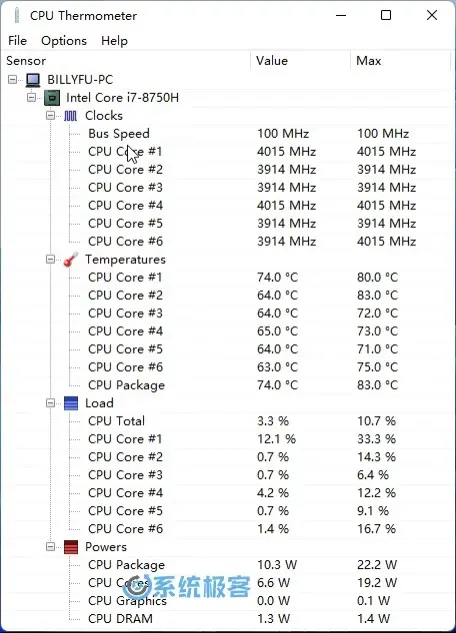 CPU Thermometer
File Options Help
Sensor Value Max
BILLYFU-PC
Intel Core i7-8750H
Clocks
Bus Speed 100 MHz 100 MHz
CPU Core #1 4015 MHz 4015 MHz
CPU Core #2 3914 MHz 3914 MHz
CPU Core #3 3914 MHz 3914 MHz
CPU Core #4 4015 MHz 4015 MHz
CPU Core #5 3914 MHz 3914 MHz
CPU Core #6 3914 MHz 4015 MHz
Temperatures
CPU Core #1 74.0 °C 80.0 °C
CPU Core #2 64.0 °C 83.0 °C
CPU Core #3 64.0 °C 72.0 °C
CPU Core #4 65.0 °C 73.0 °C
CPU Core #5 64.0 °C 71.0 °C
CPU Core #6 63.0 °C 75.0 °C
CPU Package 74.0 °C 83.0 °C
Load
CPU Total 3.3 % 10.7 %
CPU Core #1 12.1 % 33.3 %
CPU Core #2 0.7 % 14.3 %
CPU Core #3 0.7 % 6.4 %
CPU Core #4 4.2 % 12.2 %
CPU Core #5 0.7 % 9.1 %
CPU Core #6 1.4 % 16.7 %
Powers
CPU Package 10.3 W 22.2 W
CPU Cores 6.6 W 19.2 W
系统极客
CPU Graphics 0.0 W 0.1 W
CPU DRAM 1.3 W 1.4 W